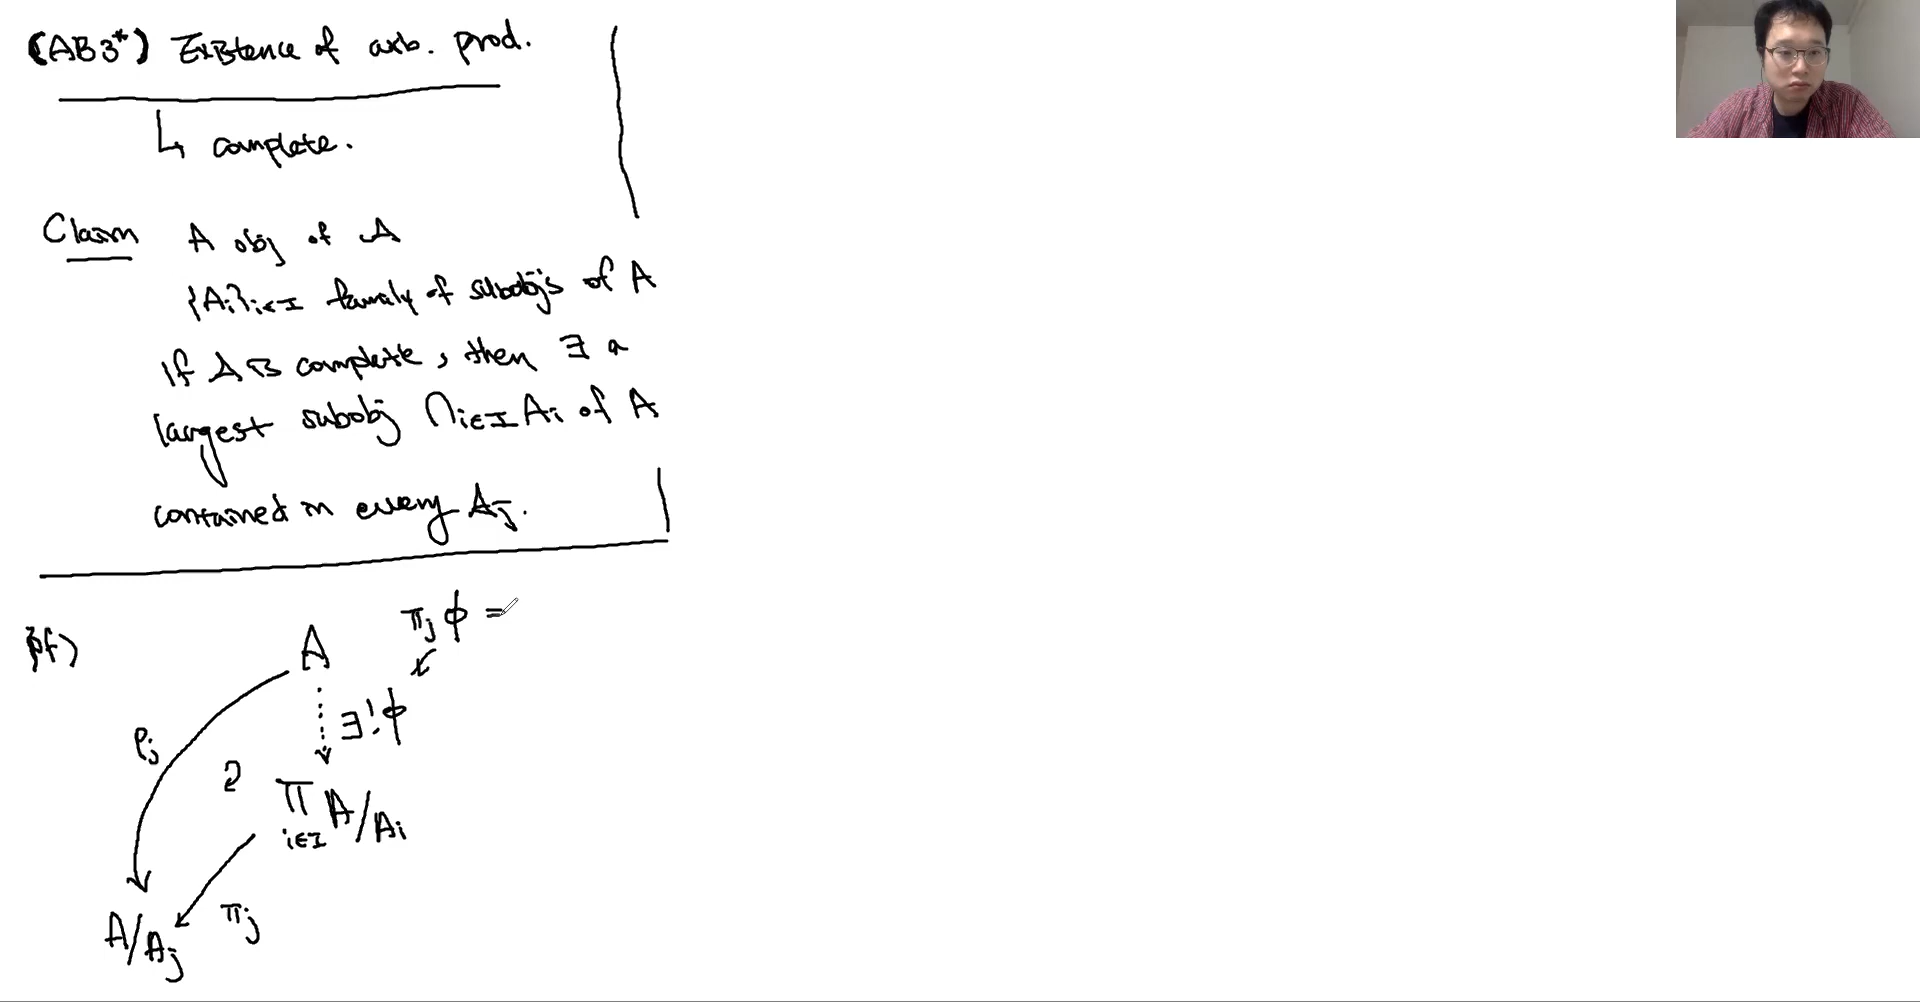 (AB3*) Existence of arb. prod.
↳ complete.
Claim A obj of A
{Ai}i∈I family of subobjs of A
If A is complete, then ∃ a
largest subobj ∩i∈I Ai of A
contained in every Aj.
pf)
A
πj ϕ =
∃!ϕ
ρj
∏i∈I A/Ai
A/Aj
πj